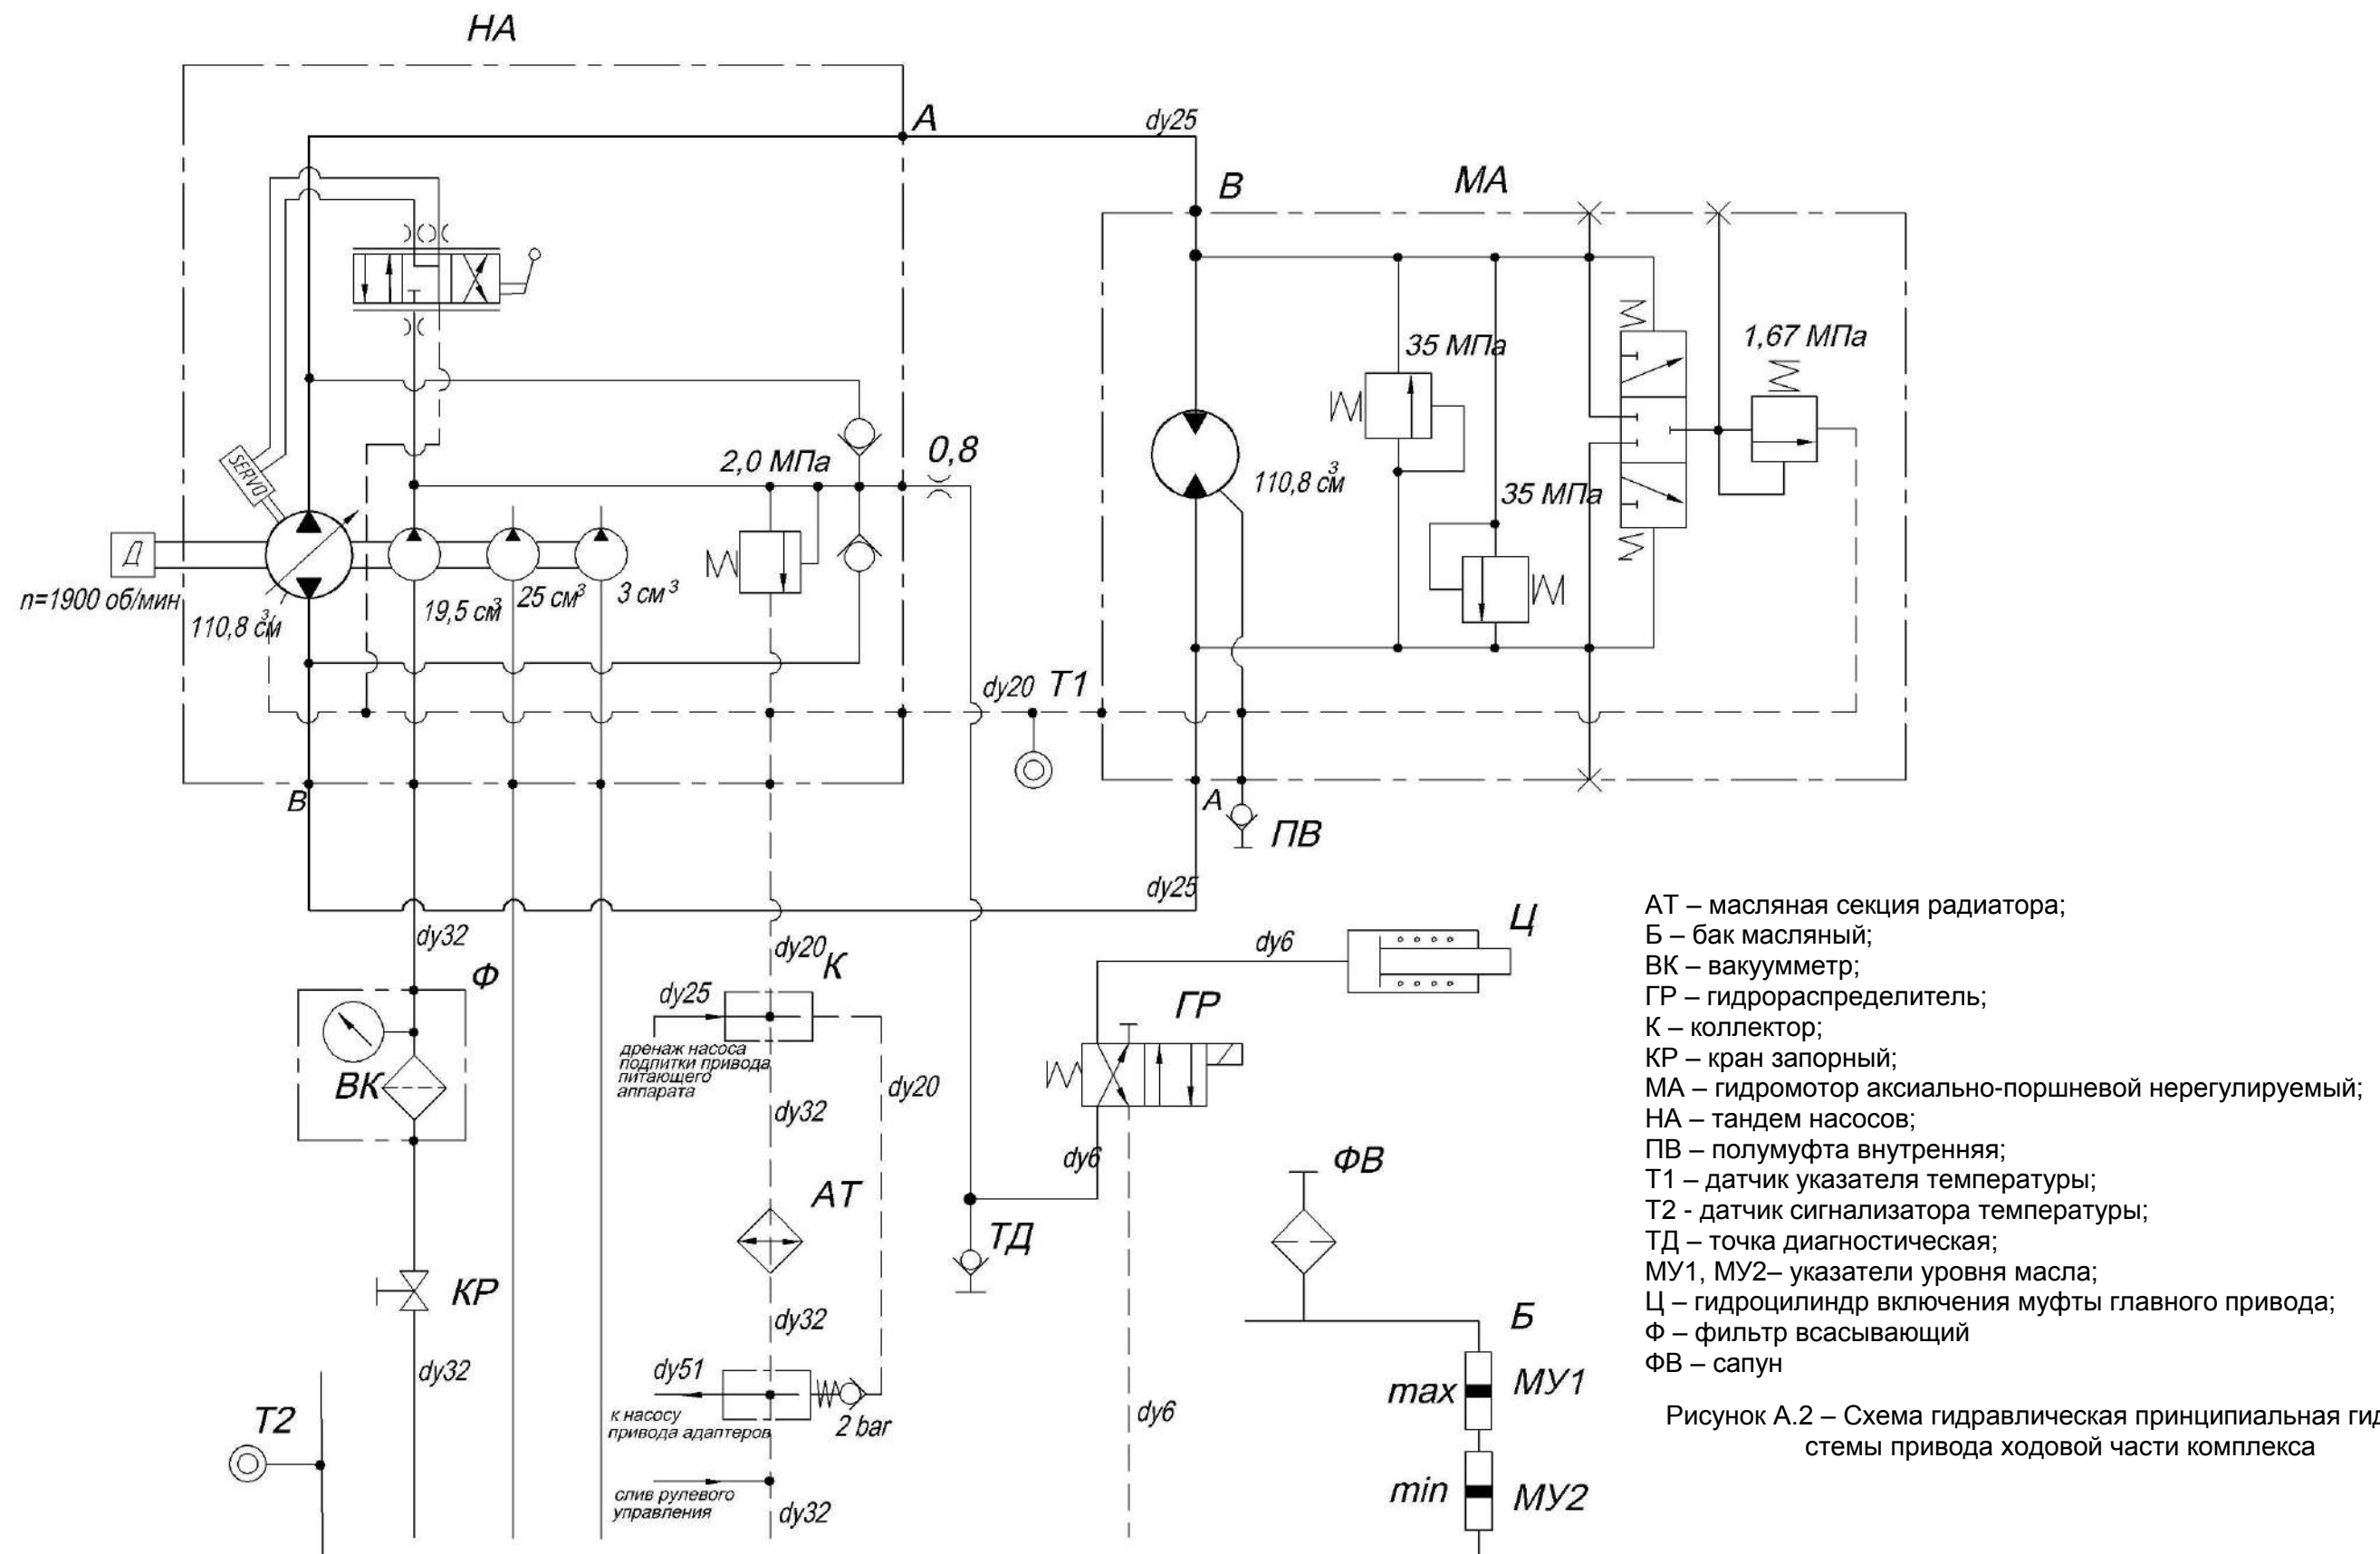 НА
А
dy25
В
МА
35 МПа
1,67 МПа
SERVO
2,0 МПа
0,8
110,8 см³
35 МПа
Д
n=1900 об/мин
110,8 см³
19,5 см³
25 см³
3 см³
dy20
Т1
В
А
ПВ
dy25
dy32
dy20
К
dy6
Ц
Ф
dy25
ГР
дренаж насоса
подпитки привода
питающего
аппарата
ВК
dy20
dy32
dy6
ФВ
АТ
ТД
КР
dy32
Б
dy32
dy51
max
МУ1
к насосу
привода адаптеров
2 bar
dy6
Т2
слив рулевого
управления
dy32
min
МУ2
АТ – масляная секция радиатора;
Б – бак масляный;
ВК – вакуумметр;
ГР – гидрораспределитель;
К – коллектор;
КР – кран запорный;
МА – гидромотор аксиально-поршневой нерегулируемый;
НА – тандем насосов;
ПВ – полумуфта внутренняя;
Т1 – датчик указателя температуры;
Т2 - датчик сигнализатора температуры;
ТД – точка диагностическая;
МУ1, МУ2– указатели уровня масла;
Ц – гидроцилиндр включения муфты главного привода;
Ф – фильтр всасывающий
ФВ – сапун
Рисунок А.2 – Схема гидравлическая принципиальная гид
стемы привода ходовой части комплекса